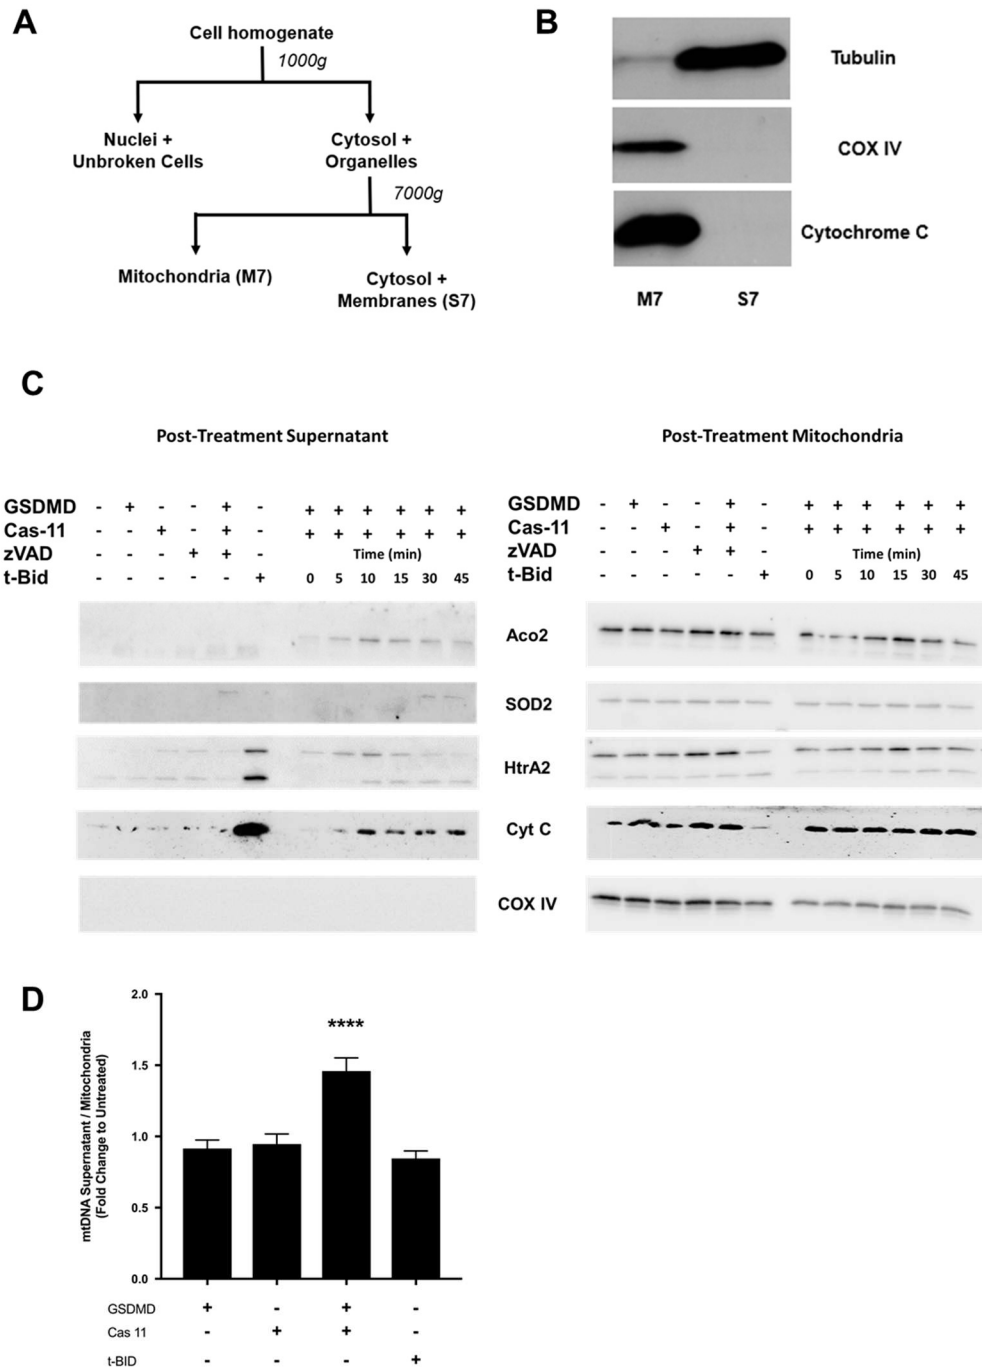 A
Cell homogenate
1000g
Nuclei +
Unbroken Cells
Cytosol +
Organelles
7000g
Mitochondria (M7)
Cytosol +
Membranes (S7)
B
Tubulin
COX IV
Cytochrome C
M7 S7
C
Post-Treatment Supernatant
Post-Treatment Mitochondria
GSDMD - + - - + - + + + + + +
Cas-11 - - + - + - + + + + + +
zVAD - - - + + - Time (min)
t-Bid - - - - - + 0 5 10 15 30 45
GSDMD - + - - + - + + + + + +
Cas-11 - - + - + - + + + + + +
zVAD - - - + + - Time (min)
t-Bid - - - - - + 0 5 10 15 30 45
Aco2
SOD2
HtrA2
Cyt C
COX IV
D
mtDNA Supernatant / Mitochondria
(Fold Change to Untreated)
2.0
1.5
1.0
0.5
0.0
****
GSDMD + - + -
Cas 11 - + + -
t-BID - - - +